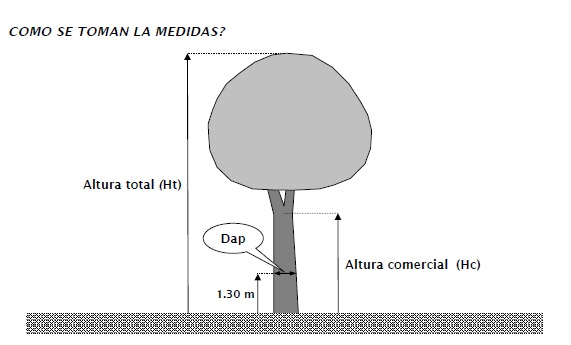 COMO SE TOMAN LA MEDIDAS?
Altura total (Ht)
Dap
Altura comercial (Hc)
1.30 m